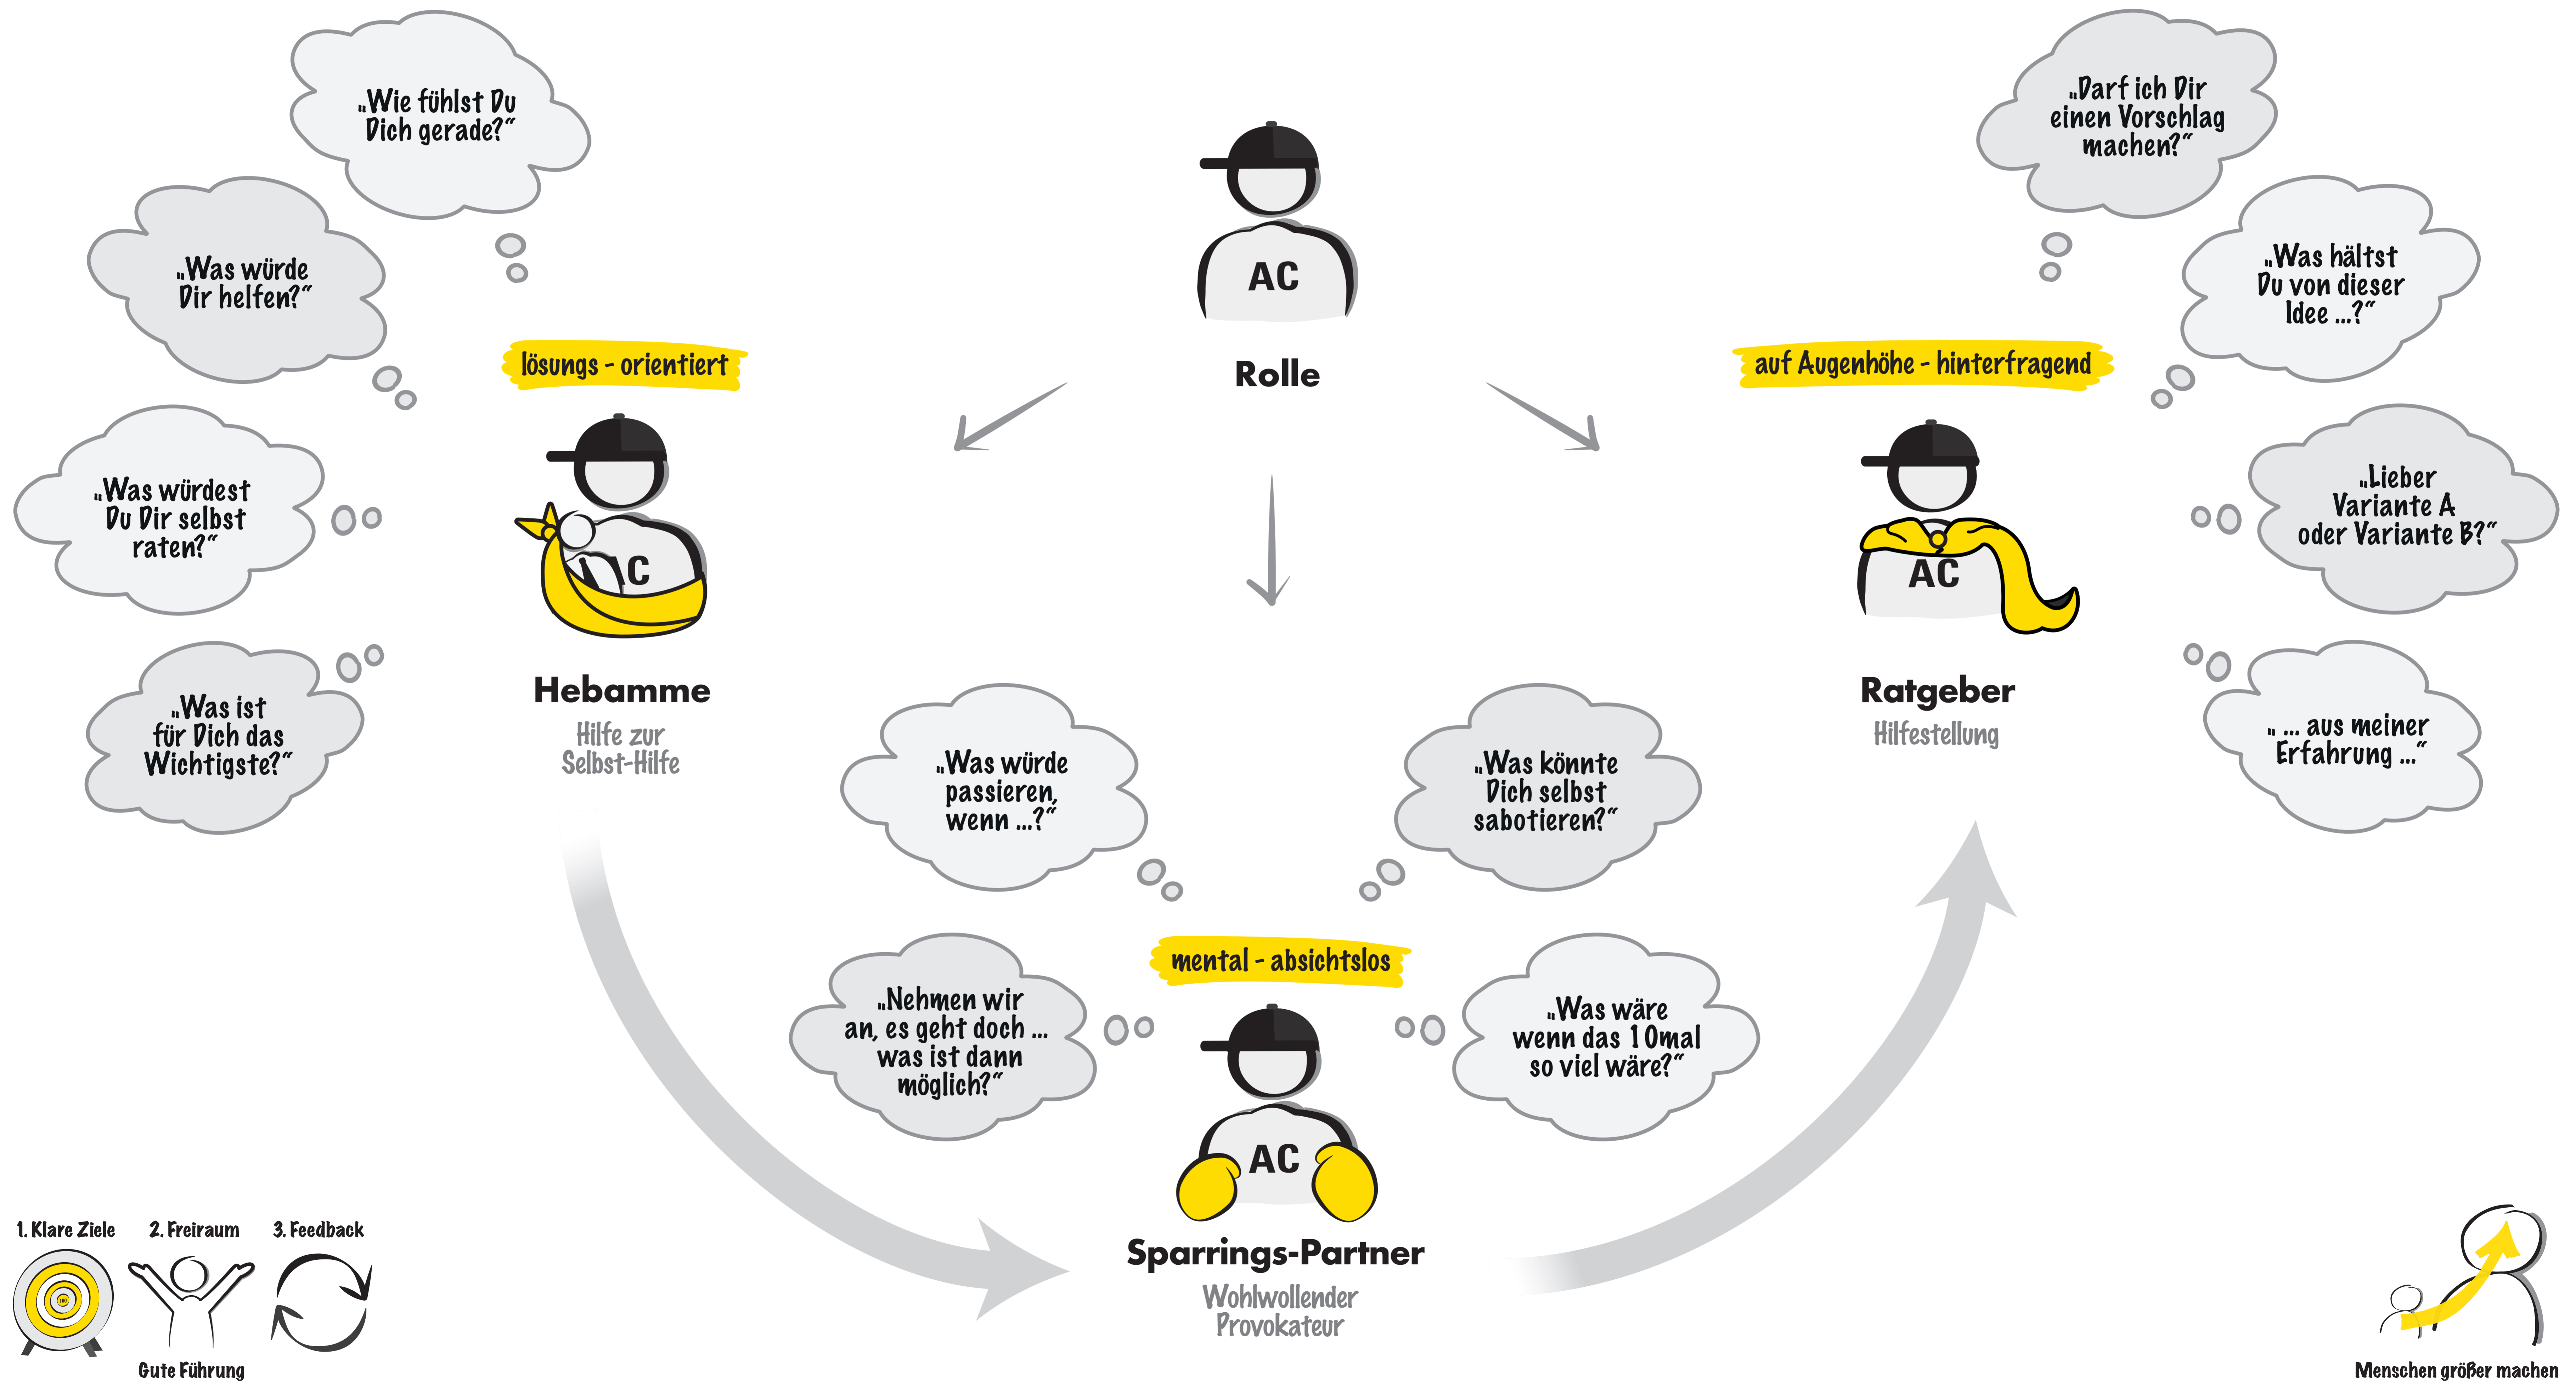 „Wie fühlst Du
Dich gerade?“
„Was würde
Dir helfen?“
„Was würdest
Du Dir selbst
raten?“
„Was ist
für Dich das
Wichtigste?“
lösungs - orientiert
AC
Hebamme
Hilfe zur
Selbst-Hilfe
AC
Rolle
„Darf ich Dir
einen Vorschlag
machen?“
„Was hältst
Du von dieser
Idee ...?“
„Lieber
Variante A
oder Variante B?“
„ ... aus meiner
Erfahrung ...“
auf Augenhöhe - hinterfragend
AC
Ratgeber
Hilfestellung
„Was würde
passieren,
wenn ...?“
„Was könnte
Dich selbst
sabotieren?“
„Nehmen wir
an, es geht doch ...
was ist dann
möglich?“
„Was wäre
wenn das 10mal
so viel wäre?“
mental - absichtslos
AC
Sparrings-Partner
Wohlwollender
Provokateur
1. Klare Ziele
2. Freiraum
3. Feedback
100
Gute Führung
Menschen größer machen